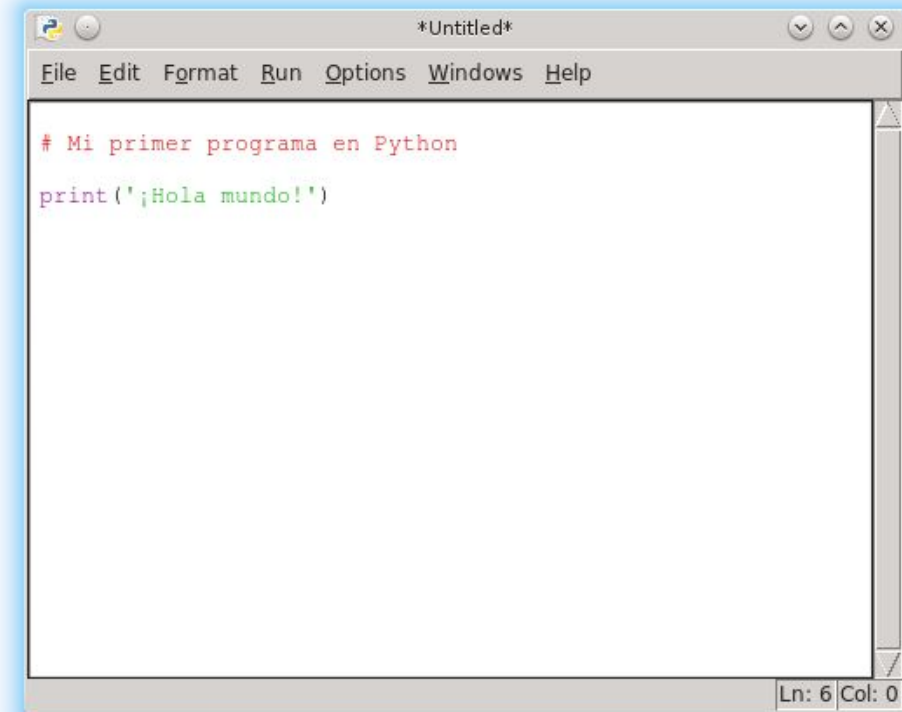 *Untitled*
File Edit Format Run Options Windows Help
# Mi primer programa en Python
print('¡Hola mundo!')
Ln: 6 Col: 0